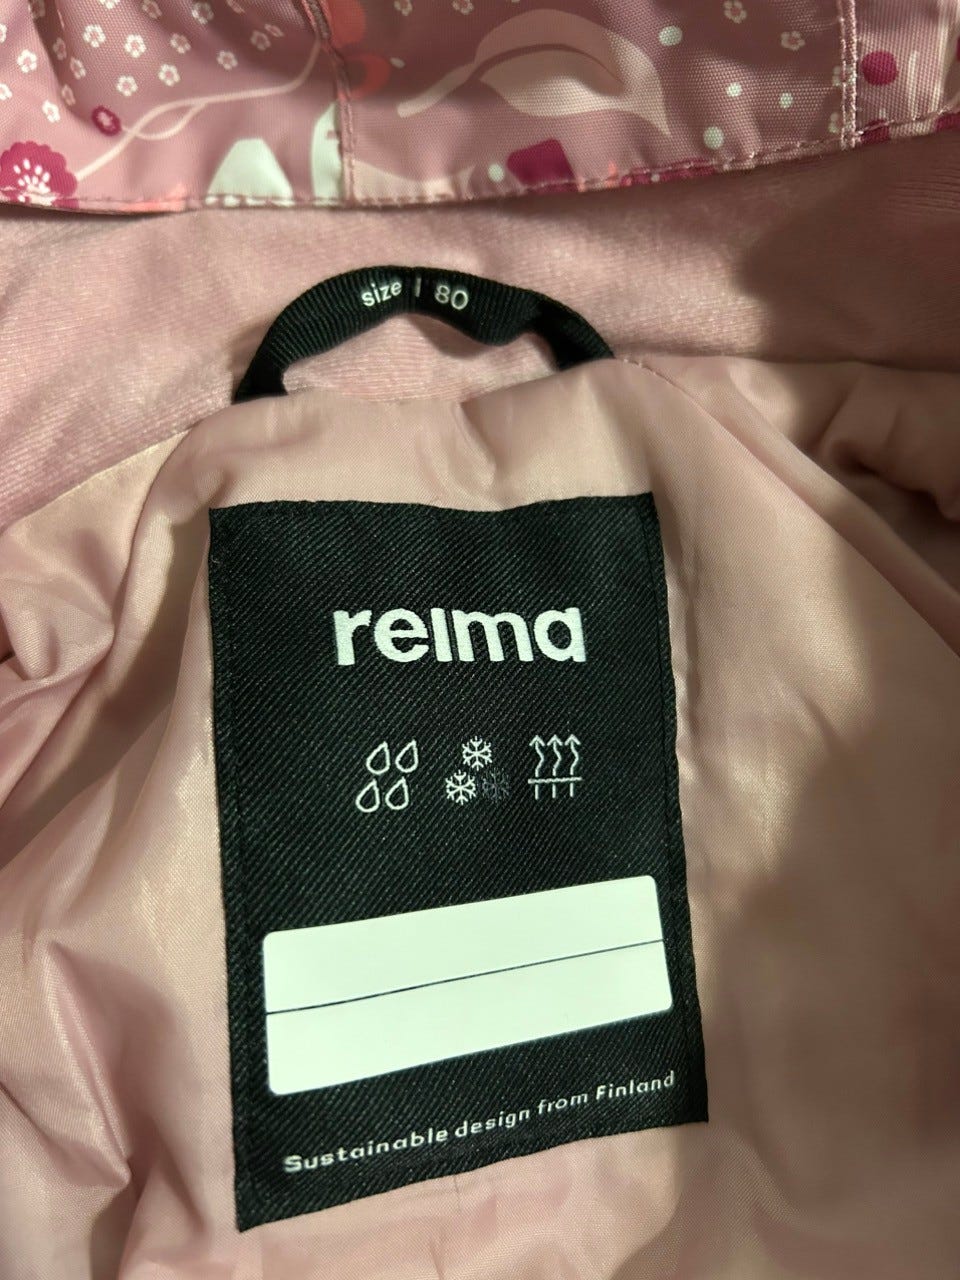 size | 80
reima
Sustainable design from Finland